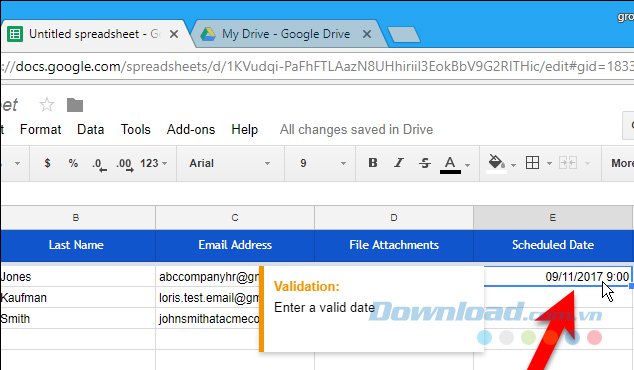 gro
Untitled spreadsheet - G
My Drive - Google Drive
://docs.google.com/spreadsheets/d/1KVudqi-PaFhFTLAazN8UHhiriiI3EokBbV9G2RITHic/edit#gid=1833
eet
t Format Data Tools Add-ons Help All changes saved in Drive
$ % .0 .00 123 Arial 9 B I S A More
B C D E
Last Name Email Address File Attachments Scheduled Date
Jones abccompanyhr@gm 09/11/2017 9:00
Kaufman loris.test.email@gm
Smith johnsmithatacmeco
Validation:
Enter a valid date
Download.com.vn